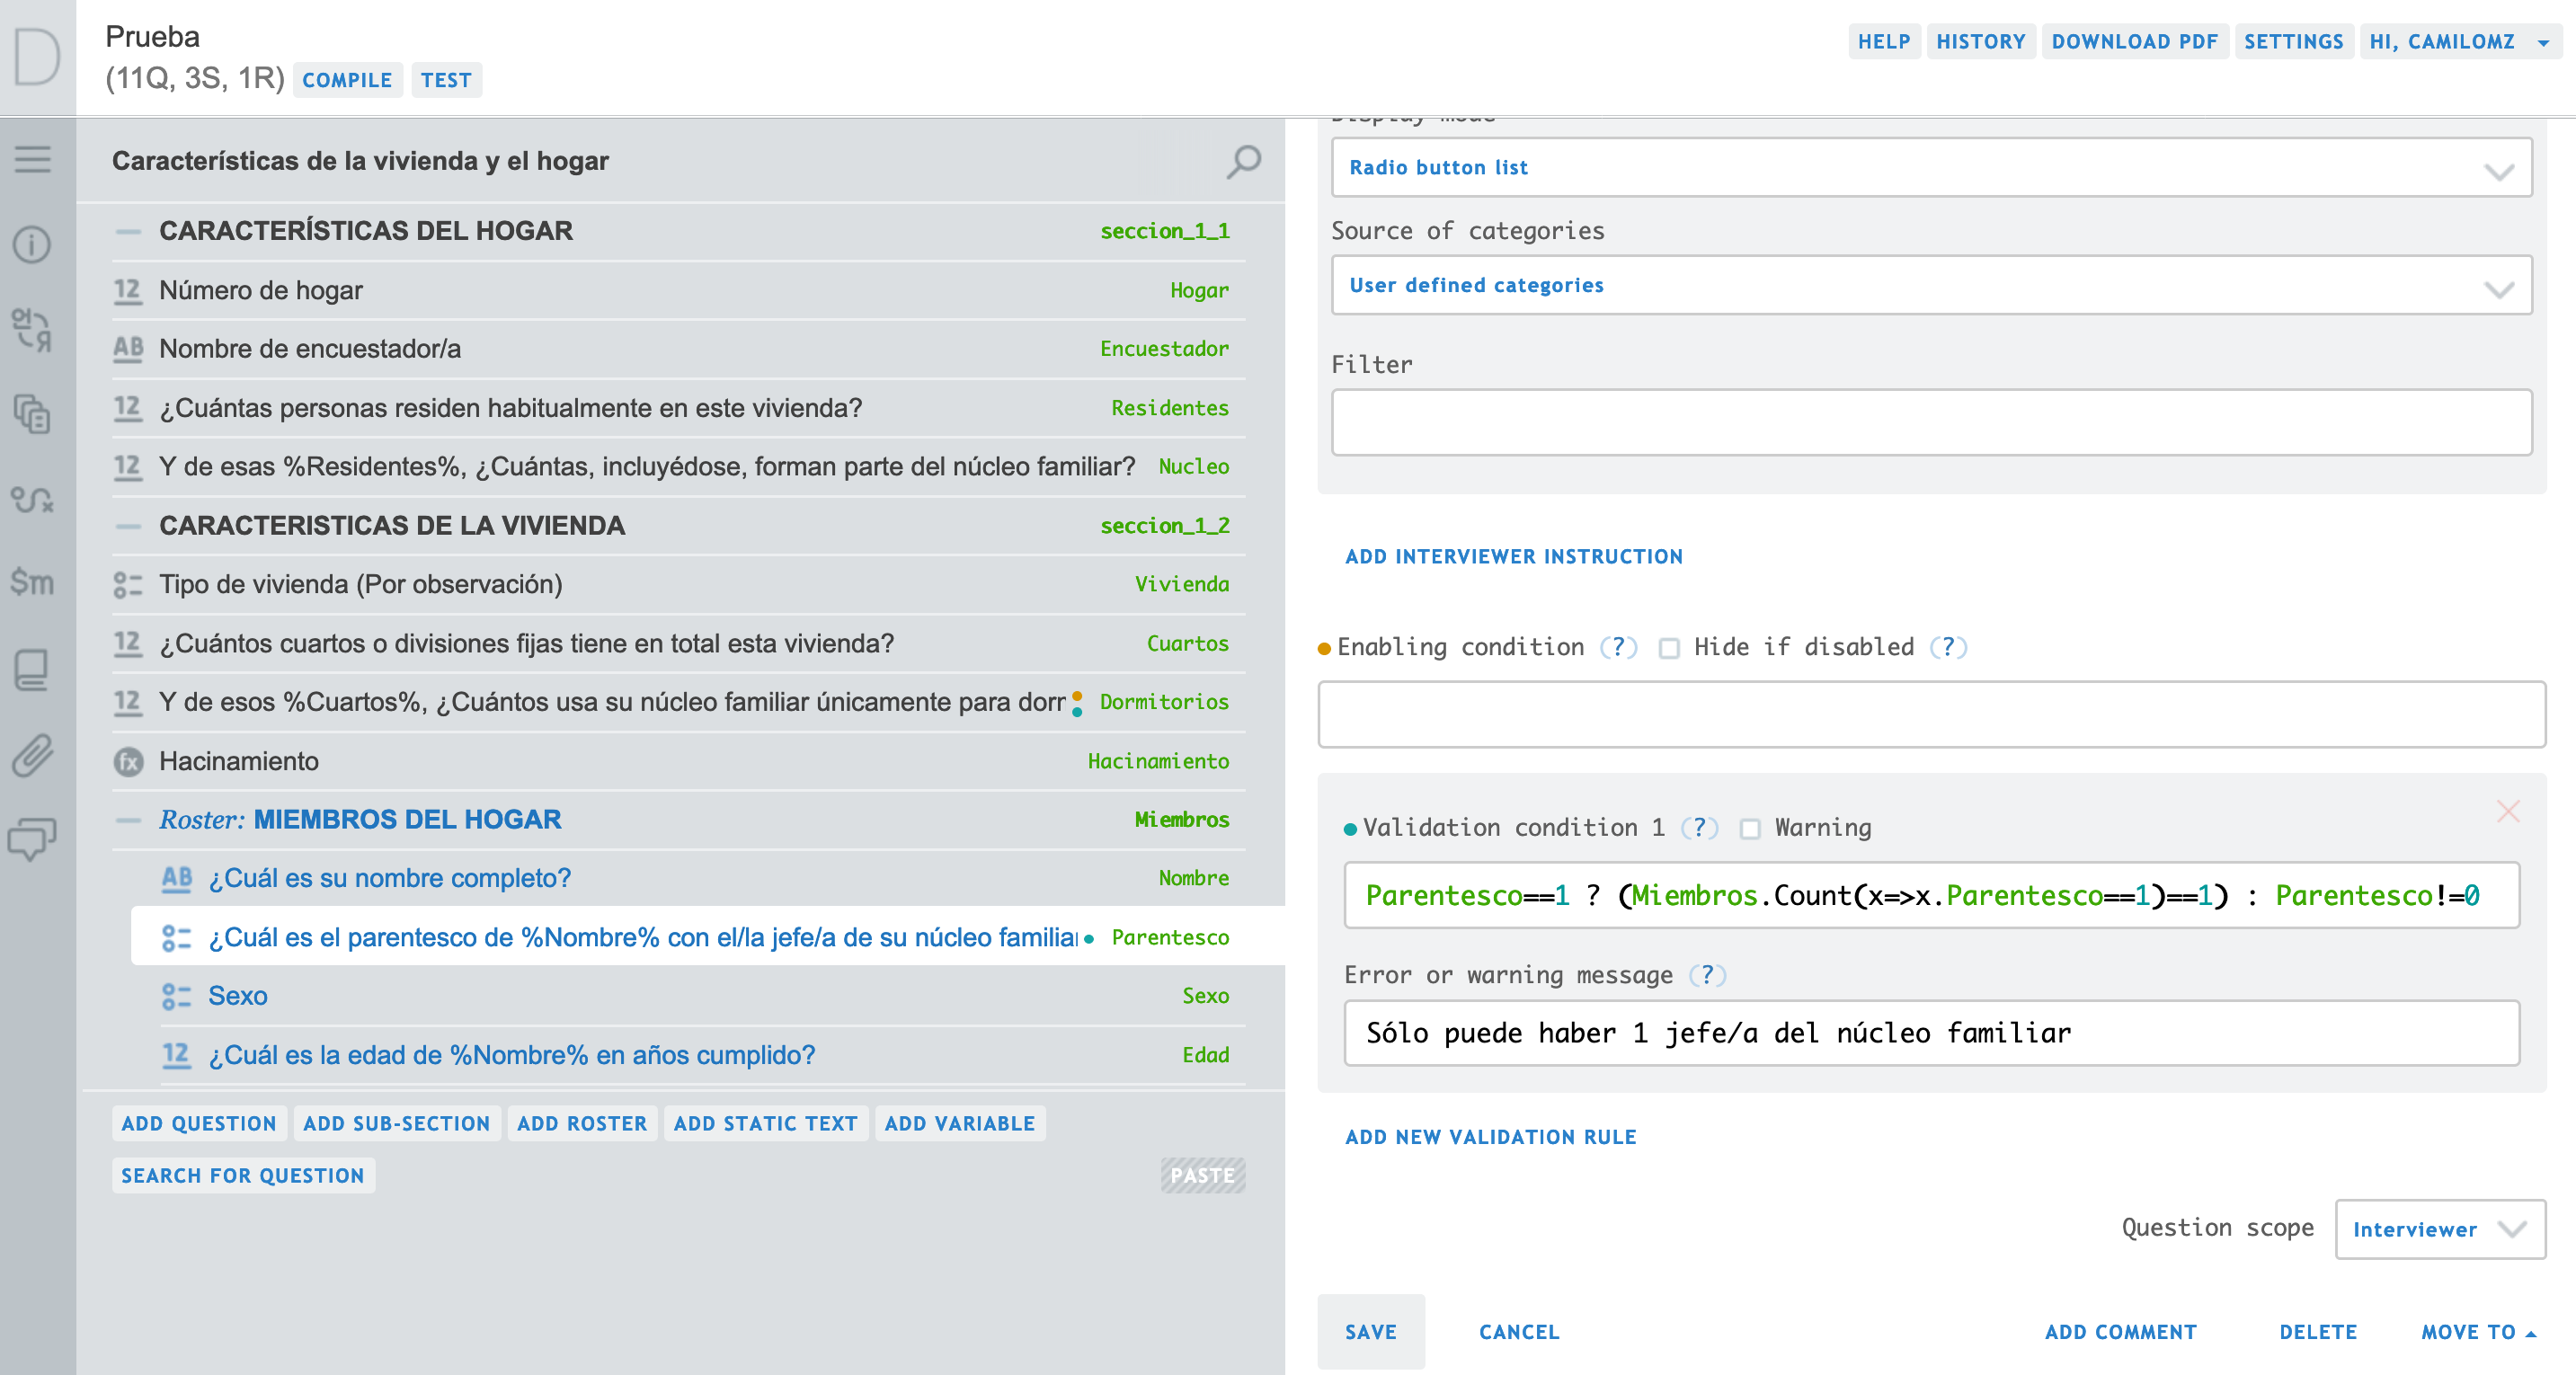 D
Prueba
(11Q, 3S, 1R) COMPILE TEST
HELP HISTORY DOWNLOAD PDF SETTINGS HI, CAMILOMZ
Características de la vivienda y el hogar
CARACTERÍSTICAS DEL HOGAR seccion_1_1
12 Número de hogar Hogar
AB Nombre de encuestador/a Encuestador
12 ¿Cuántas personas residen habitualmente en este vivienda? Residentes
12 Y de esas %Residentes%, ¿Cuántas, incluyédose, forman parte del núcleo familiar? Nucleo
CARACTERISTICAS DE LA VIVIENDA seccion_1_2
Tipo de vivienda (Por observación) Vivienda
12 ¿Cuántos cuartos o divisiones fijas tiene en total esta vivienda? Cuartos
12 Y de esos %Cuartos%, ¿Cuántos usa su núcleo familiar únicamente para dorr Dormitorios
fx Hacinamiento Hacinamiento
Roster: MIEMBROS DEL HOGAR Miembros
AB ¿Cuál es su nombre completo? Nombre
¿Cuál es el parentesco de %Nombre% con el/la jefe/a de su núcleo familia Parentesco
Sexo Sexo
12 ¿Cuál es la edad de %Nombre% en años cumplido? Edad
ADD QUESTION ADD SUB-SECTION ADD ROSTER ADD STATIC TEXT ADD VARIABLE
SEARCH FOR QUESTION PASTE
$m
Display mode
Radio button list
Source of categories
User defined categories
Filter
ADD INTERVIEWER INSTRUCTION
Enabling condition (?) Hide if disabled (?)
Validation condition 1 (?) Warning
Parentesco==1 ? (Miembros.Count(x=>x.Parentesco==1)==1) : Parentesco!=0
Error or warning message (?)
Sólo puede haber 1 jefe/a del núcleo familiar
ADD NEW VALIDATION RULE
Question scope Interviewer
SAVE CANCEL ADD COMMENT DELETE MOVE TO